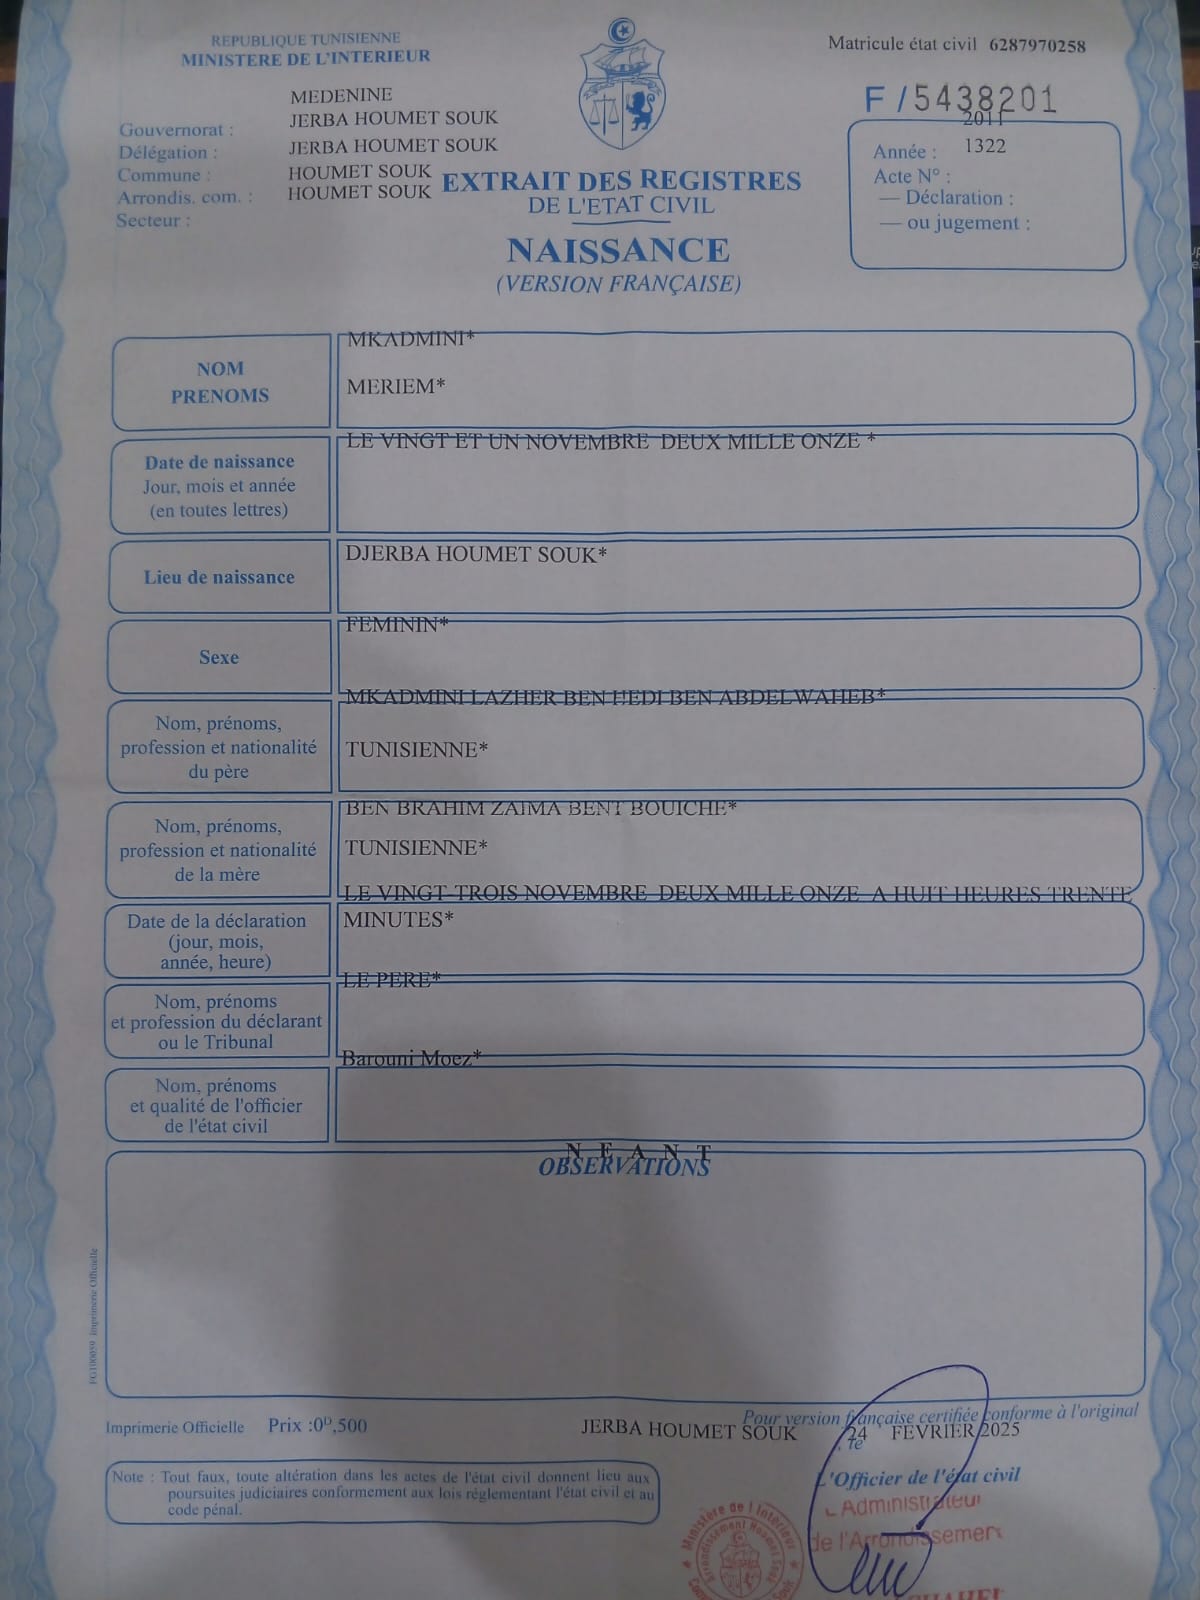 REPUBLIQUE TUNISIENNE
MINISTERE DE L'INTERIEUR
Matricule état civil 6287970258
F / 5438201
MEDENINE
Gouvernorat : JERBA HOUMET SOUK
Délégation : JERBA HOUMET SOUK
Commune : HOUMET SOUK
Arrondis. com. : HOUMET SOUK
Secteur :
2011
Année : 1322
Acte N° :
— Déclaration :
— ou jugement :
EXTRAIT DES REGISTRES
DE L'ETAT CIVIL
NAISSANCE
(VERSION FRANÇAISE)
NOM
PRENOMS
MKADMINI*
MERIEM*
Date de naissance
Jour, mois et année
(en toutes lettres)
LE VINGT ET UN NOVEMBRE DEUX MILLE ONZE *
Lieu de naissance
DJERBA HOUMET SOUK*
Sexe
FEMININ*
Nom, prénoms,
profession et nationalité
du père
MKADMINI LAZHER BEN HEDI BEN ABDELWAHEB*
TUNISIENNE*
Nom, prénoms,
profession et nationalité
de la mère
BEN BRAHIM ZAIMA BENT BOUICHE*
TUNISIENNE*
Date de la déclaration
(jour, mois,
année, heure)
LE VINGT-TROIS NOVEMBRE DEUX MILLE ONZE A HUIT HEURES TRENTE
MINUTES*
Nom, prénoms
et profession du déclarant
ou le Tribunal
LE PERE*
Nom, prénoms
et qualité de l'officier
de l'état civil
Barouni Moez*
N E A N T
OBSERVATIONS
Imprimerie Officielle Prix :0ᴰ,500
Pour version française certifiée conforme à l'original
JERBA HOUMET SOUK , le 24 FEVRIER 2025
L'Officier de l'état civil
Note : Tout faux, toute altération dans les actes de l'état civil donnent lieu aux
poursuites judiciaires conformement aux lois réglementant l'état civil et au
code pénal.
L'Administrateur
de l'Arrondissement
Ministère de l'Intérieur
Arrondissement Houmet Souk